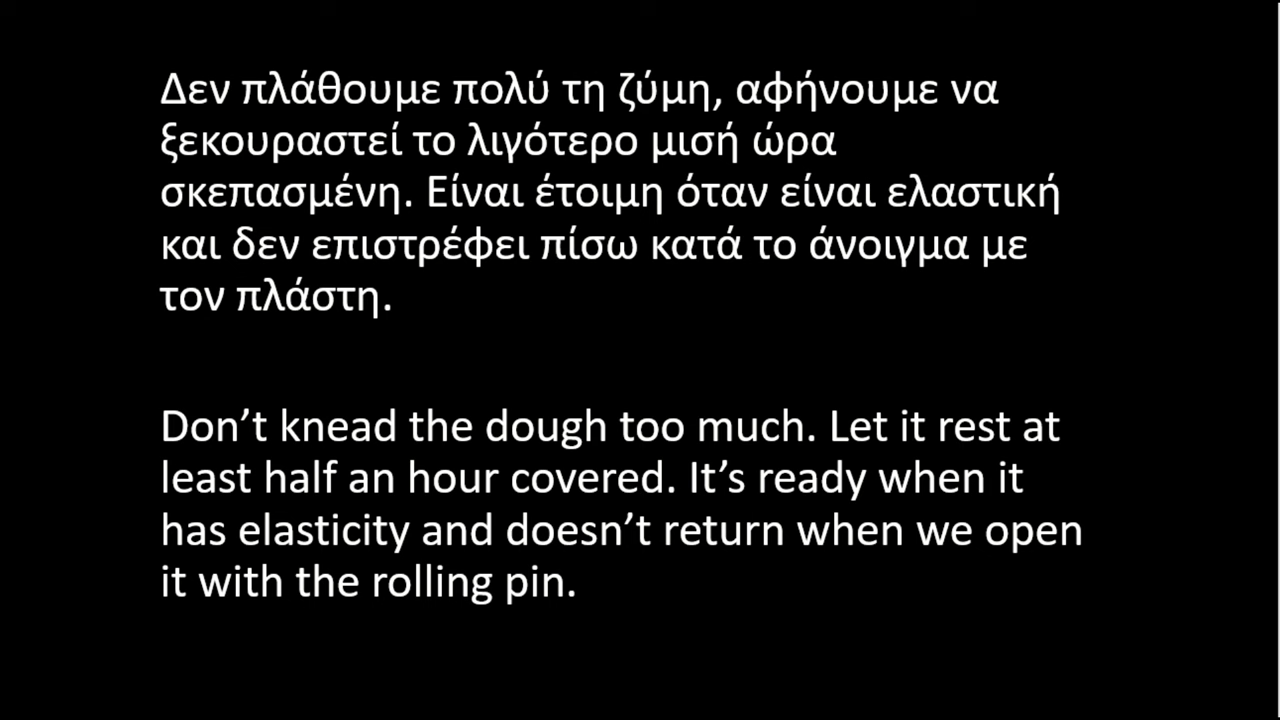 Δεν πλάθουμε πολύ τη ζύμη, αφήνουμε να
ξεκουραστεί το λιγότερο μισή ώρα
σκεπασμένη. Είναι έτοιμη όταν είναι ελαστική
και δεν επιστρέφει πίσω κατά το άνοιγμα με
τον πλάστη.
Don’t knead the dough too much. Let it rest at
least half an hour covered. It’s ready when it
has elasticity and doesn’t return when we open
it with the rolling pin.